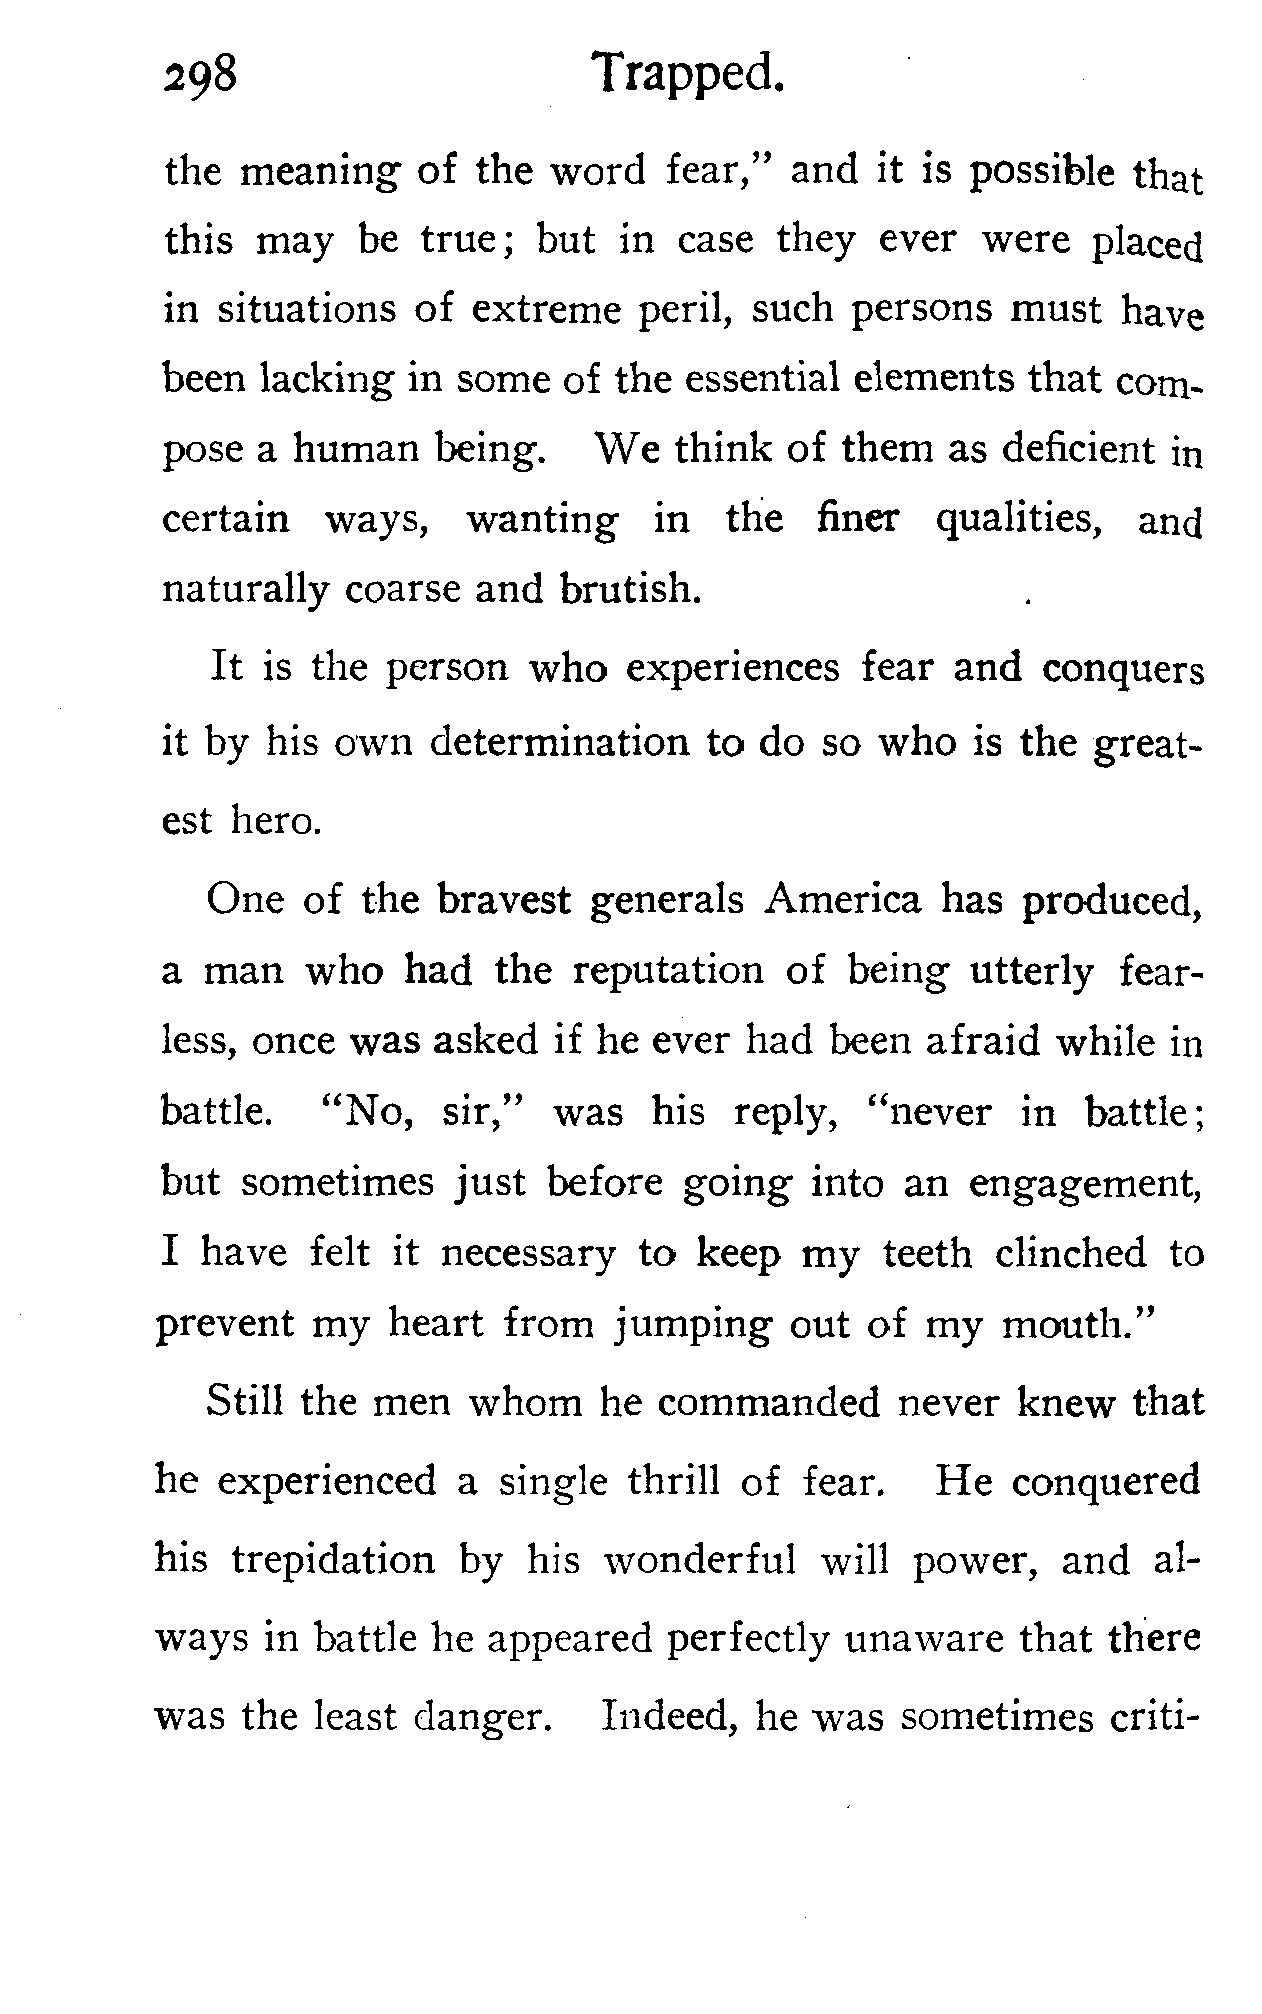 298 Trapped.
the meaning of the word fear,” and it is possible that
this may be true; but in case they ever were placed
in situations of extreme peril, such persons must have
been lacking in some of the essential elements that com-
pose a human being. We think of them as deficient in
certain ways, wanting in the finer qualities, and
naturally coarse and brutish.
It is the person who experiences fear and conquers
it by his own determination to do so who is the great-
est hero.
One of the bravest generals America has produced,
a man who had the reputation of being utterly fear-
less, once was asked if he ever had been afraid while in
battle. “No, sir,” was his reply, “never in battle;
but sometimes just before going into an engagement,
I have felt it necessary to keep my teeth clinched to
prevent my heart from jumping out of my mouth.”
Still the men whom he commanded never knew that
he experienced a single thrill of fear. He conquered
his trepidation by his wonderful will power, and al-
ways in battle he appeared perfectly unaware that there
was the least danger. Indeed, he was sometimes criti-